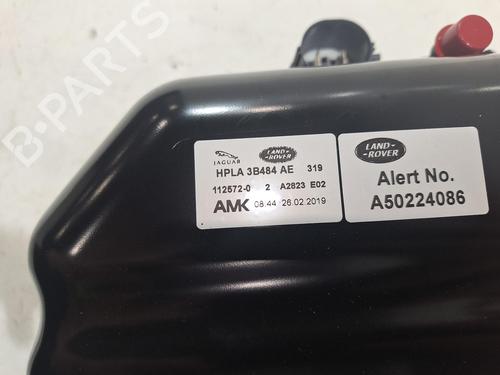 B-PARTS
JAGUAR
LAND-
-ROVER
HPLA 3B484 AE 319
112572-0 2 A2823 E02
AMK 08:44 26.02.2019
LAND-
-ROVER
Alert No.
A50224086